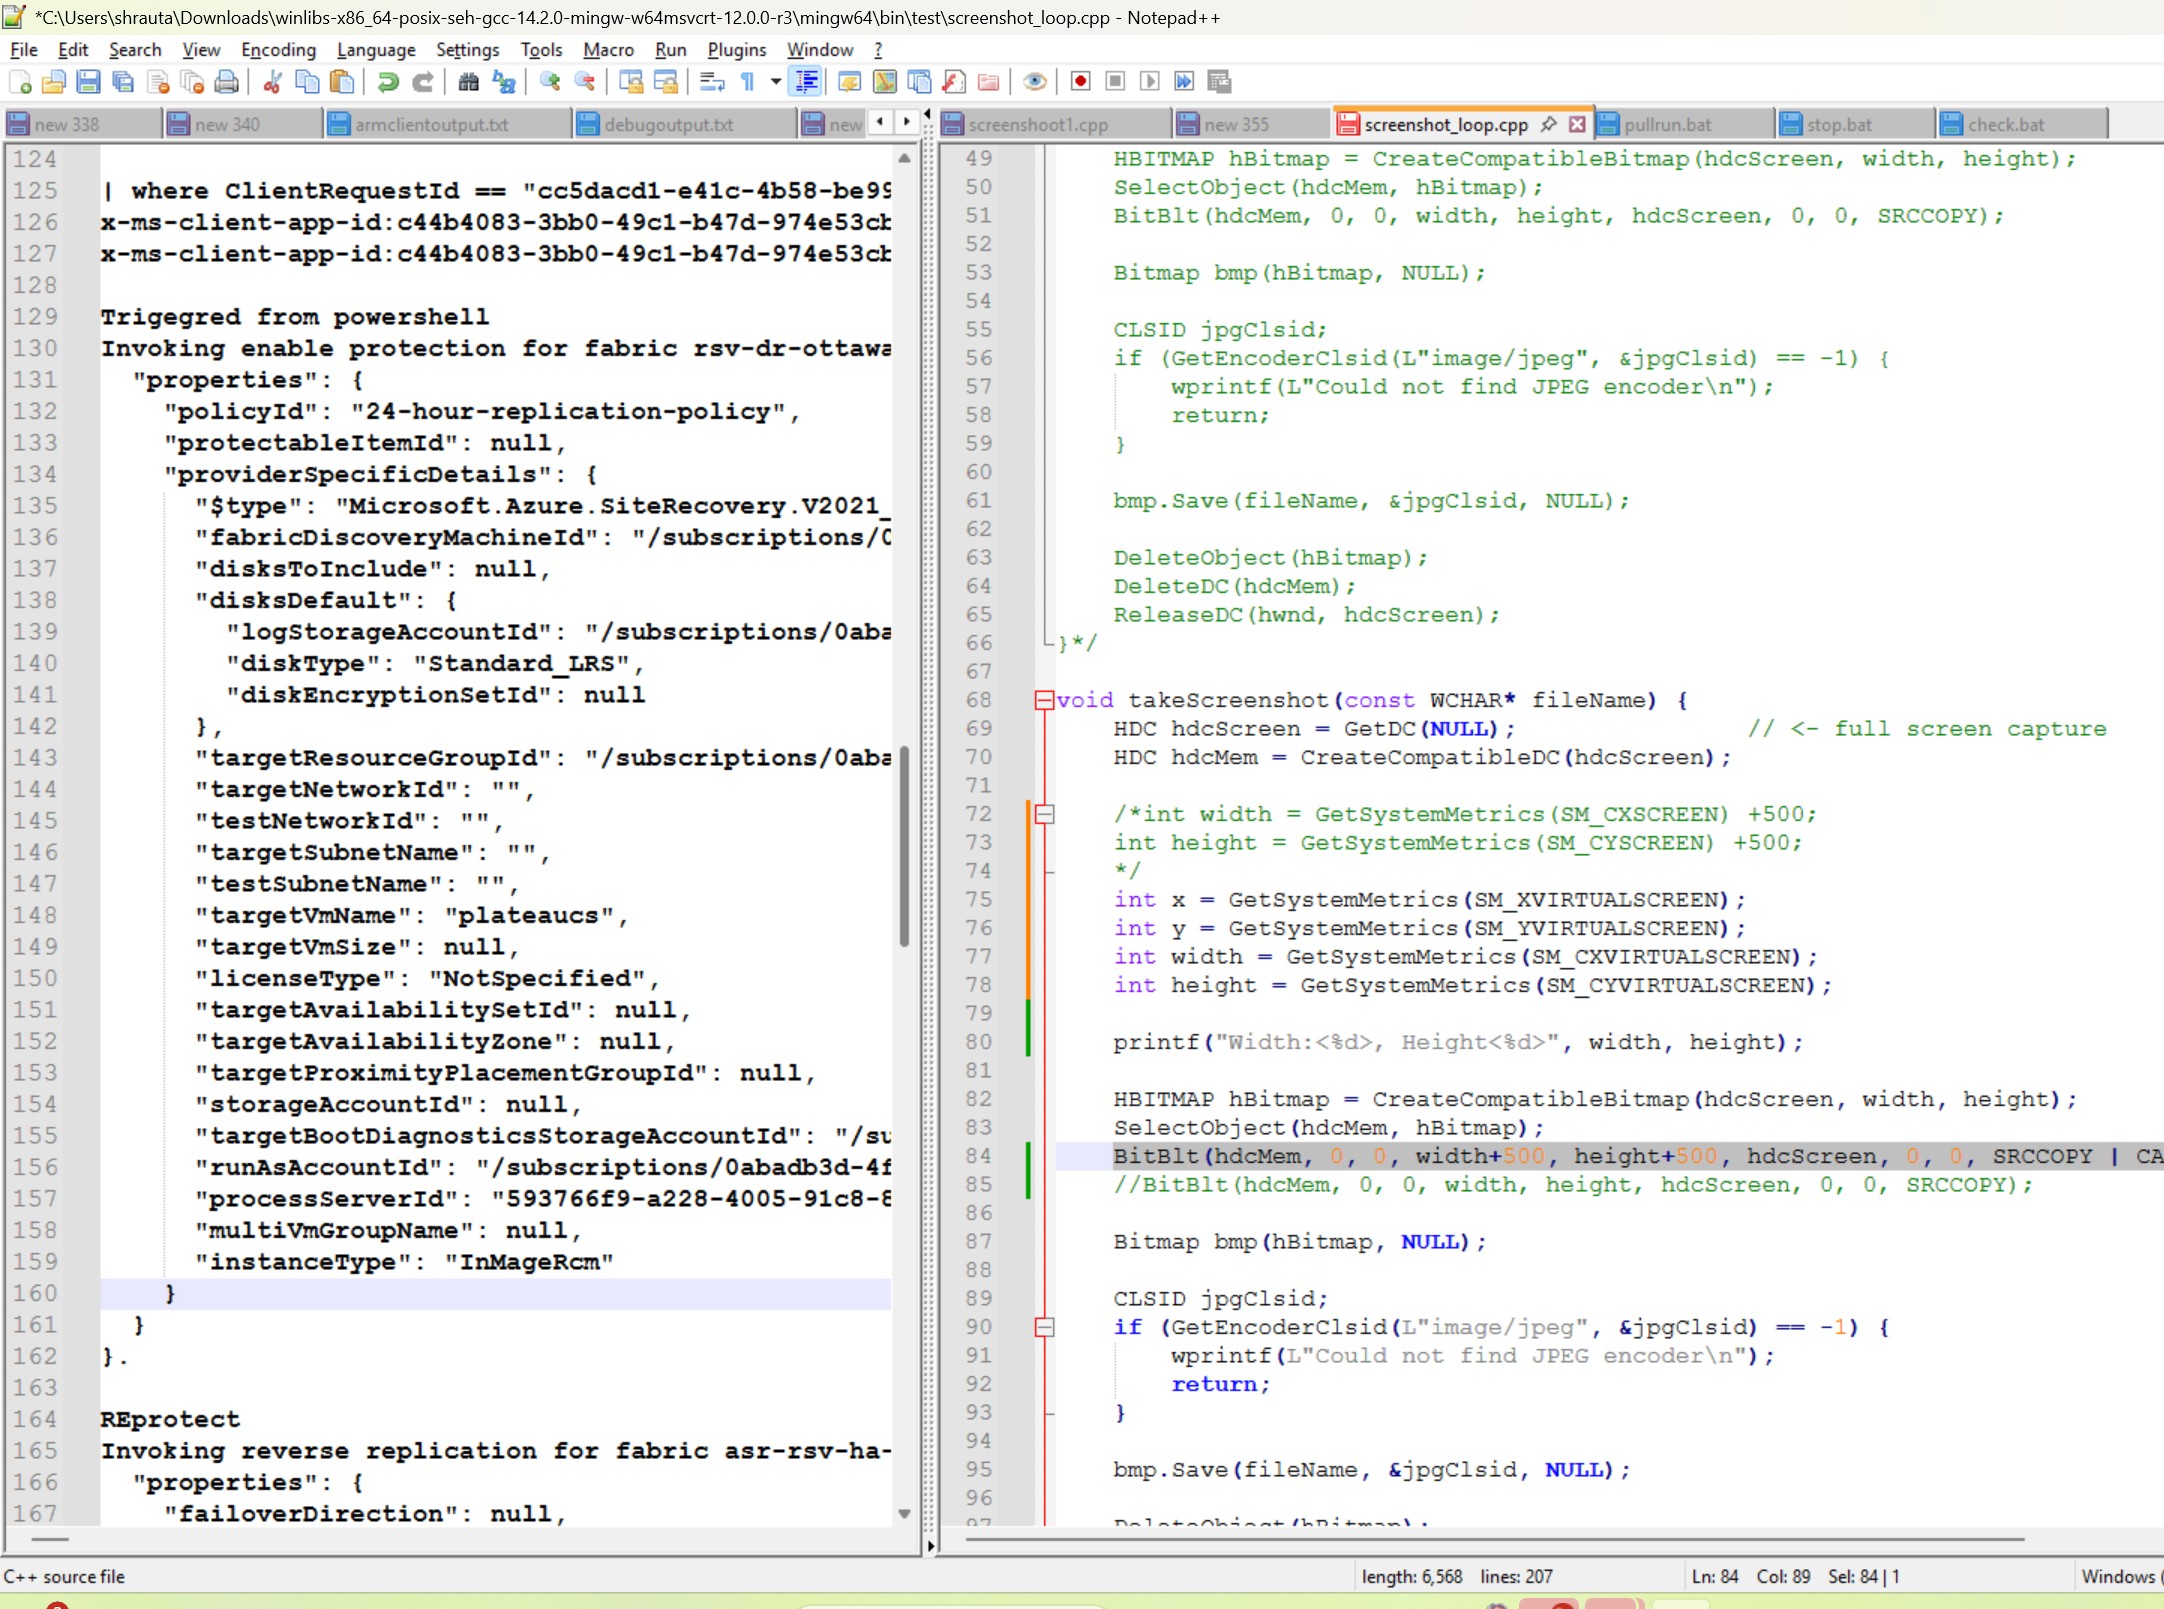 *C:\Users\shrauta\Downloads\winlibs-x86_64-posix-seh-gcc-14.2.0-mingw-w64msvcrt-12.0.0-r3\mingw64\bin\test\screenshot_loop.cpp - Notepad++
File Edit Search View Encoding Language Settings Tools Macro Run Plugins Window ?
new 338 new 340 armclientoutput.txt debugoutput.txt new
124
125 | where ClientRequestId == "cc5dacd1-e41c-4b58-be99
126 x-ms-client-app-id:c44b4083-3bb0-49c1-b47d-974e53cb
127 x-ms-client-app-id:c44b4083-3bb0-49c1-b47d-974e53cb
128
129 Trigegred from powershell
130 Invoking enable protection for fabric rsv-dr-ottawa
131 "properties": {
132 "policyId": "24-hour-replication-policy",
133 "protectableItemId": null,
134 "providerSpecificDetails": {
135 "$type": "Microsoft.Azure.SiteRecovery.V2021_
136 "fabricDiscoveryMachineId": "/subscriptions/0
137 "disksToInclude": null,
138 "disksDefault": {
139 "logStorageAccountId": "/subscriptions/0aba
140 "diskType": "Standard_LRS",
141 "diskEncryptionSetId": null
142 },
143 "targetResourceGroupId": "/subscriptions/0aba
144 "targetNetworkId": "",
145 "testNetworkId": "",
146 "targetSubnetName": "",
147 "testSubnetName": "",
148 "targetVmName": "plateaucs",
149 "targetVmSize": null,
150 "licenseType": "NotSpecified",
151 "targetAvailabilitySetId": null,
152 "targetAvailabilityZone": null,
153 "targetProximityPlacementGroupId": null,
154 "storageAccountId": null,
155 "targetBootDiagnosticsStorageAccountId": "/su
156 "runAsAccountId": "/subscriptions/0abadb3d-4f
157 "processServerId": "593766f9-a228-4005-91c8-8
158 "multiVmGroupName": null,
159 "instanceType": "InMageRcm"
160 }
161 }
162 }.
163
164 REprotect
165 Invoking reverse replication for fabric asr-rsv-ha-
166 "properties": {
167 "failoverDirection": null,
screenshoot1.cpp new 355 screenshot_loop.cpp pullrun.bat stop.bat check.bat
49 HBITMAP hBitmap = CreateCompatibleBitmap(hdcScreen, width, height);
50 SelectObject(hdcMem, hBitmap);
51 BitBlt(hdcMem, 0, 0, width, height, hdcScreen, 0, 0, SRCCOPY);
52
53 Bitmap bmp(hBitmap, NULL);
54
55 CLSID jpgClsid;
56 if (GetEncoderClsid(L"image/jpeg", &jpgClsid) == -1) {
57 wprintf(L"Could not find JPEG encoder\n");
58 return;
59 }
60
61 bmp.Save(fileName, &jpgClsid, NULL);
62
63 DeleteObject(hBitmap);
64 DeleteDC(hdcMem);
65 ReleaseDC(hwnd, hdcScreen);
66 }*/
67
68 void takeScreenshot(const WCHAR* fileName) {
69 HDC hdcScreen = GetDC(NULL); // <- full screen capture
70 HDC hdcMem = CreateCompatibleDC(hdcScreen);
71
72 /*int width = GetSystemMetrics(SM_CXSCREEN) +500;
73 int height = GetSystemMetrics(SM_CYSCREEN) +500;
74 */
75 int x = GetSystemMetrics(SM_XVIRTUALSCREEN);
76 int y = GetSystemMetrics(SM_YVIRTUALSCREEN);
77 int width = GetSystemMetrics(SM_CXVIRTUALSCREEN);
78 int height = GetSystemMetrics(SM_CYVIRTUALSCREEN);
79
80 printf("Width:<%d>, Height<%d>", width, height);
81
82 HBITMAP hBitmap = CreateCompatibleBitmap(hdcScreen, width, height);
83 SelectObject(hdcMem, hBitmap);
84 BitBlt(hdcMem, 0, 0, width+500, height+500, hdcScreen, 0, 0, SRCCOPY | CA
85 //BitBlt(hdcMem, 0, 0, width, height, hdcScreen, 0, 0, SRCCOPY);
86
87 Bitmap bmp(hBitmap, NULL);
88
89 CLSID jpgClsid;
90 if (GetEncoderClsid(L"image/jpeg", &jpgClsid) == -1) {
91 wprintf(L"Could not find JPEG encoder\n");
92 return;
93 }
94
95 bmp.Save(fileName, &jpgClsid, NULL);
96
97 DeleteObject(hBitmap);
C++ source file length: 6,568 lines: 207 Ln: 84 Col: 89 Sel: 84 | 1 Windows (